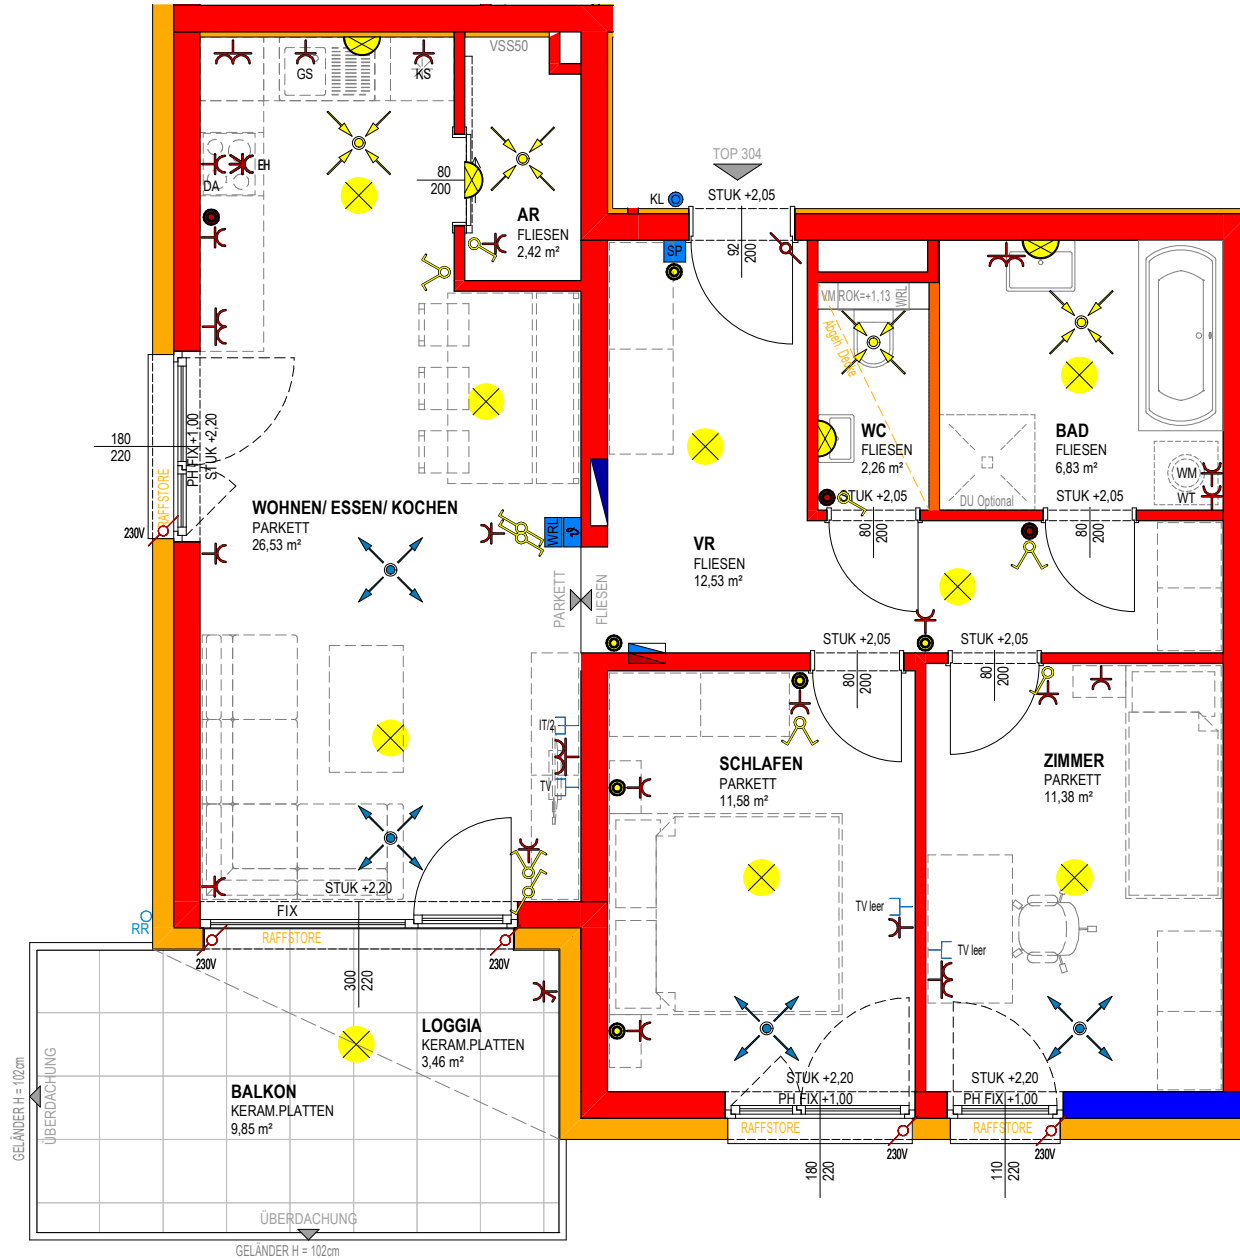 VSS50
GS
KS
EH
DA
80
200
AR
FLIESEN
2,42 m²
TOP 304
KL
STUK +2,05
SP
92
200
VM ROK=+1,13
WRL
Abgeh. Decke
WC
FLIESEN
2,26 m²
STUK +2,05
80
200
BAD
FLIESEN
6,83 m²
STUK +2,05
80
200
DU Optional
WM
WT
180
220
PH FIX +1,00
STUK +2,20
RAFFSTORE
230V
WOHNEN/ ESSEN/ KOCHEN
PARKETT
26,53 m²
WRL
PARKETT
FLIESEN
VR
FLIESEN
12,53 m²
STUK +2,05
80
200
STUK +2,05
80
200
IT/2
TV
SCHLAFEN
PARKETT
11,58 m²
ZIMMER
PARKETT
11,38 m²
TV leer
TV leer
STUK +2,20
FIX
RR
RAFFSTORE
230V
230V
300
220
LOGGIA
KERAM.PLATTEN
3,46 m²
BALKON
KERAM.PLATTEN
9,85 m²
GELÄNDER H = 102cm
ÜBERDACHUNG
ÜBERDACHUNG
GELÄNDER H = 102cm
STUK +2,20
PH FIX +1,00
RAFFSTORE
230V
180
220
STUK +2,20
PH FIX +1,00
RAFFSTORE
230V
110
220